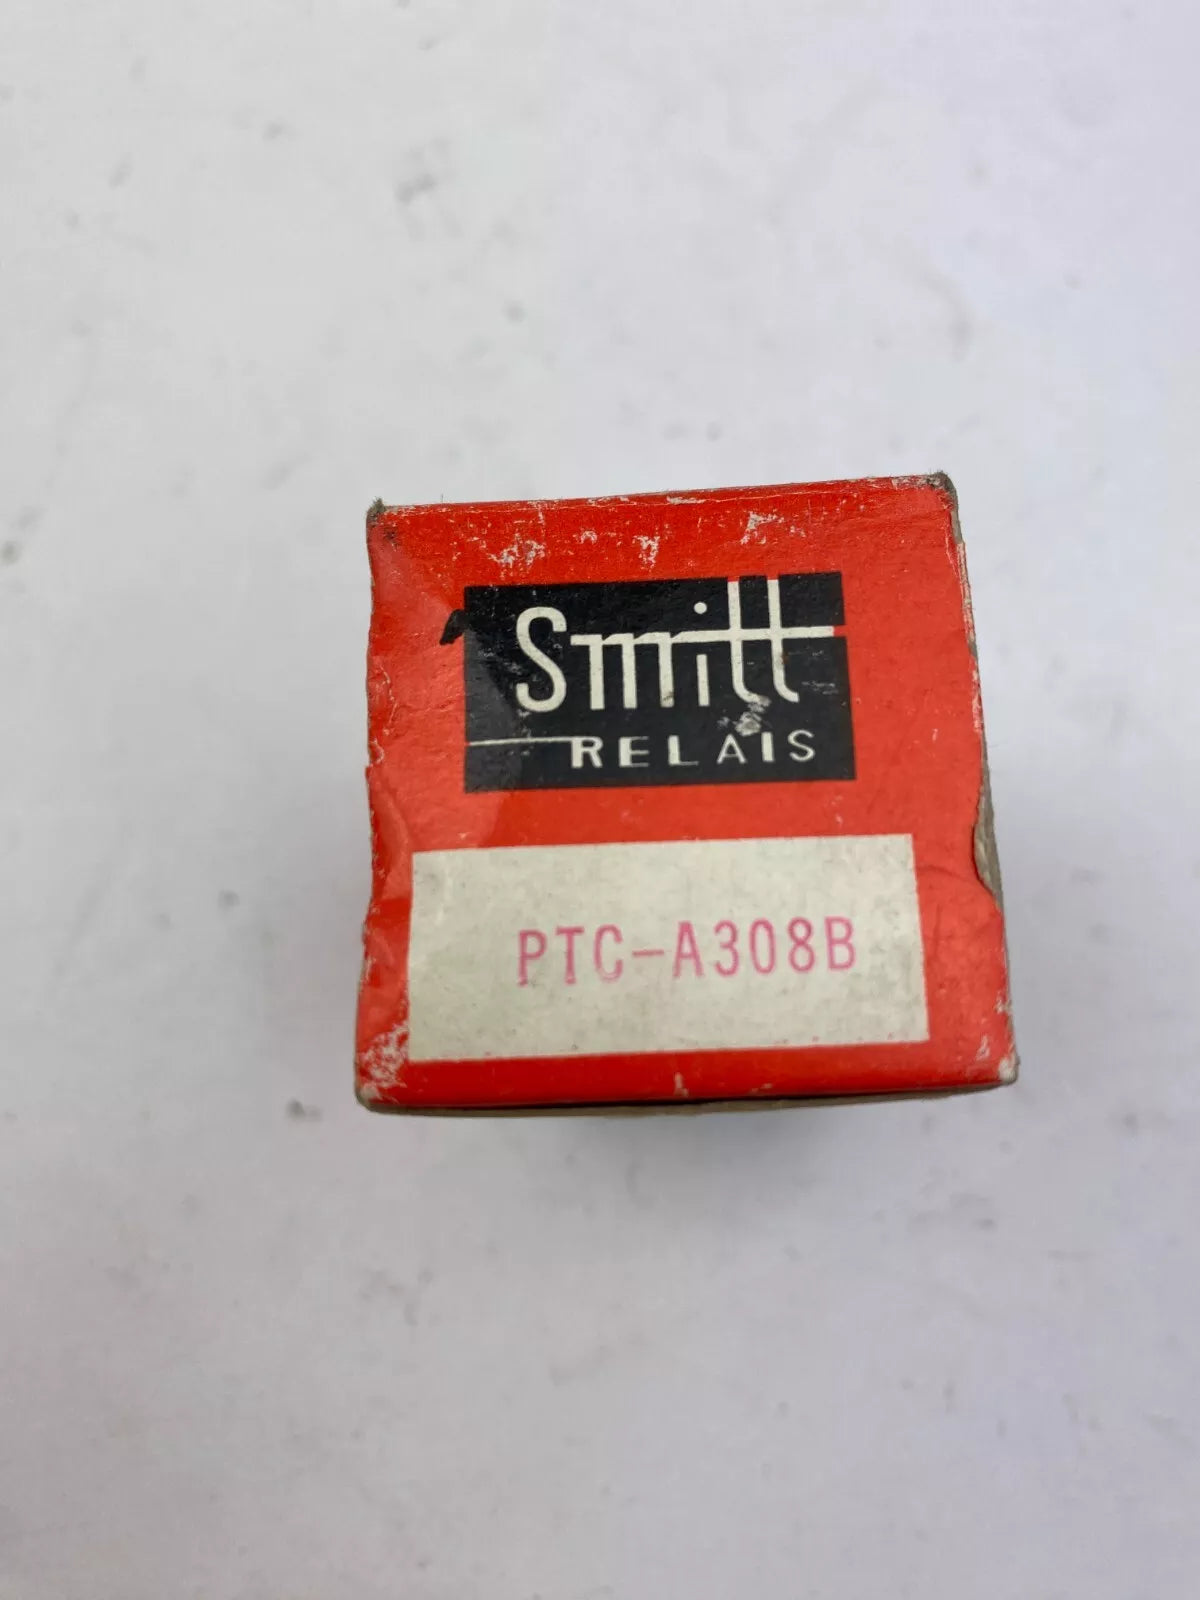 Smitt
RELAIS
PTC-A308B